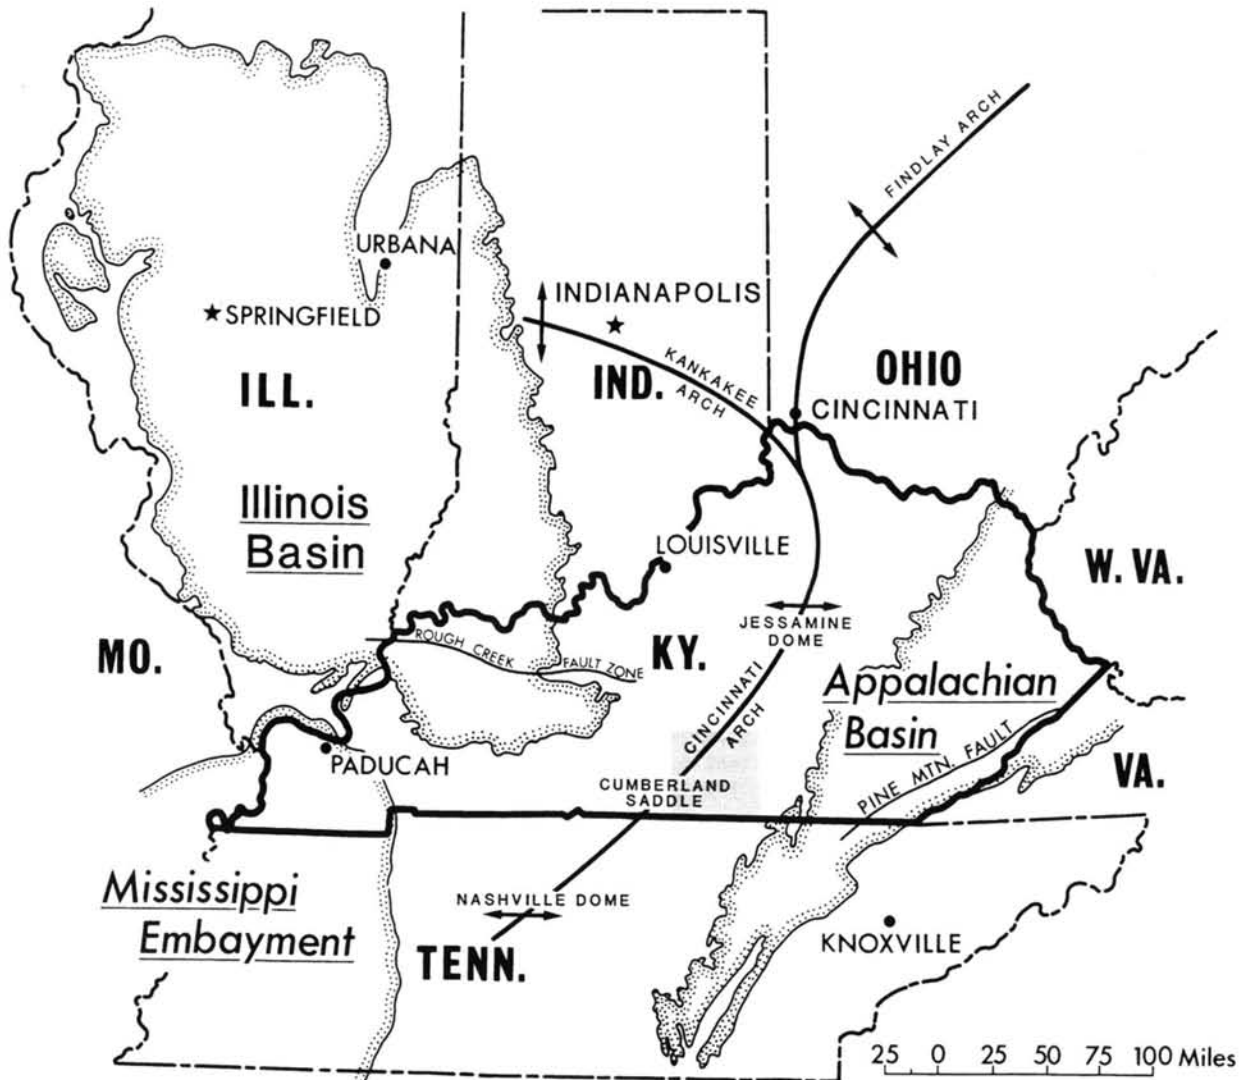 FINDLAY ARCH
URBANA
INDIANAPOLIS
SPRINGFIELD
KANKAKEE
ARCH
OHIO
ILL.
IND.
CINCINNATI
Illinois
Basin
LOUISVILLE
W. VA.
MO.
ROUGH CREEK FAULT ZONE
KY.
JESSAMINE
DOME
Appalachian
Basin
CINCINNATI
ARCH
PINE MTN. FAULT
VA.
PADUCAH
CUMBERLAND
SADDLE
Mississippi
Embayment
NASHVILLE DOME
TENN.
KNOXVILLE
25 0 25 50 75 100 Miles